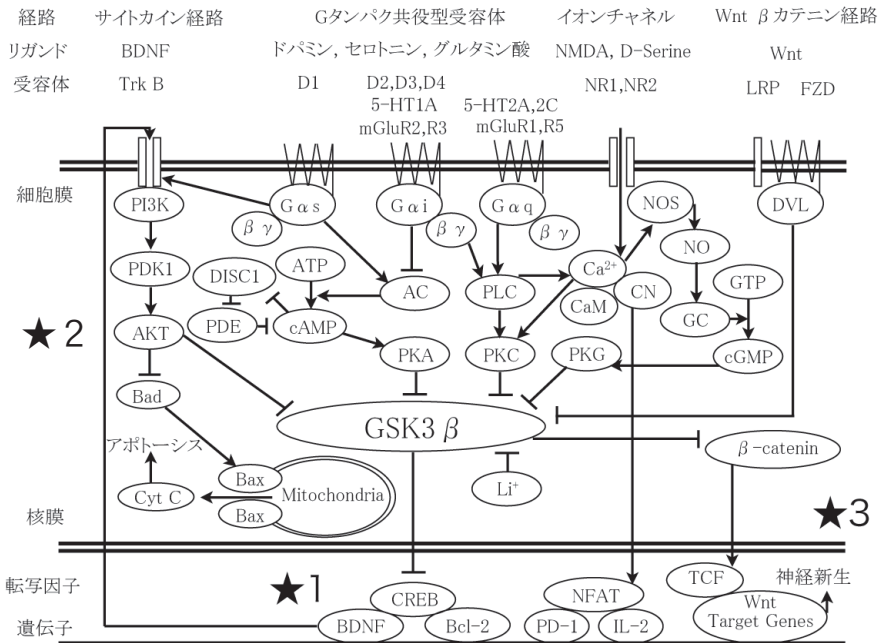 経路 サイトカイン経路 Gタンパク共役型受容体 イオンチャネル Wnt βカテニン経路
リガンド BDNF ドパミン, セロトニン, グルタミン酸 NMDA, D-Serine Wnt
受容体 Trk B D1 D2,D3,D4 NR1,NR2 LRP FZD
5-HT1A 5-HT2A,2C
mGluR2,R3 mGluR1,R5
細胞膜
PI3K Gαs Gαi Gαq NOS DVL
βγ βγ βγ
NO
PDK1 DISC1 ATP AC PLC Ca2+ CN GTP
CaM
★2 AKT PDE cAMP GC
PKA PKC PKG cGMP
Bad
GSK3 β
アポトーシス β-catenin
Bax
Cyt C Mitochondria Li+
Bax
核膜 ★3
転写因子 ★1 CREB NFAT TCF 神経新生
遺伝子 BDNF Bcl-2 PD-1 IL-2 Wnt
Target Genes